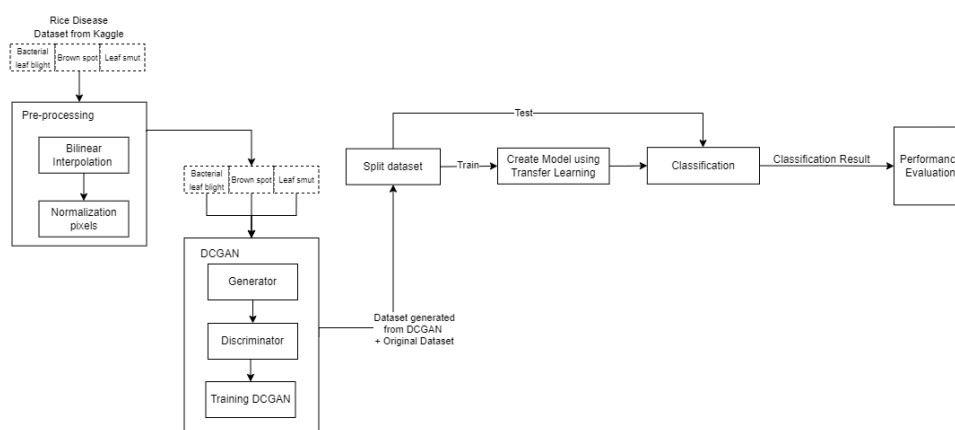 Rice Disease
Dataset from Kaggle
Bacterial
leaf blight
Brown spot
Leaf smut
Pre-processing
Bilinear
Interpolation
Normalization
pixels
Bacterial
leaf blight
Brown spot
Leaf smut
DCGAN
Generator
Discriminator
Training DCGAN
Dataset generated
from DCGAN
+ Original Dataset
Split dataset
Test
Train
Create Model using
Transfer Learning
Classification
Classification Result
Performance
Evaluation